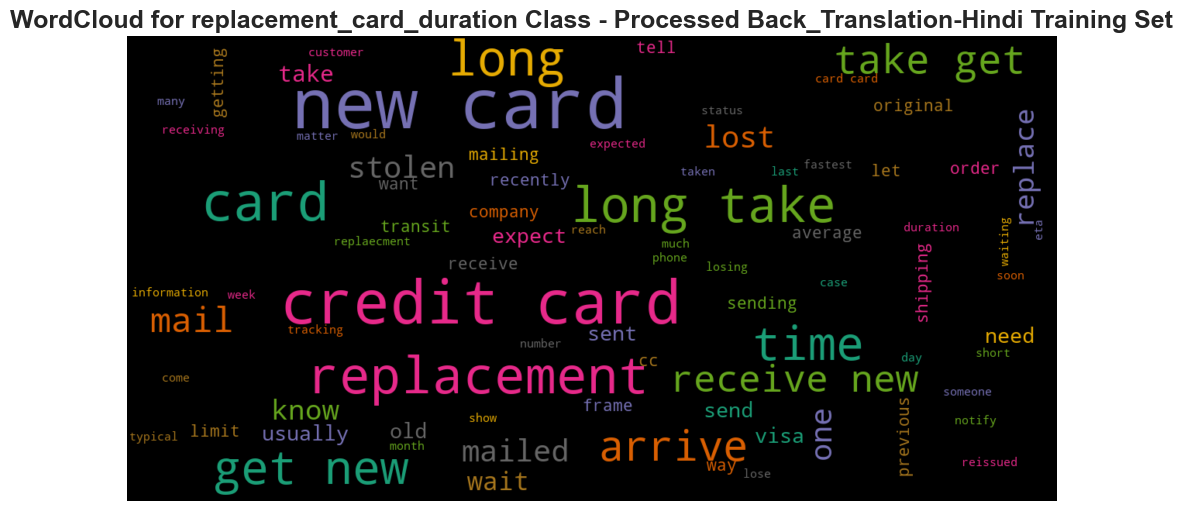 WordCloud for replacement_card_duration Class - Processed Back_Translation-Hindi Training Set
customer
long
tell
take get
getting
take
card card
many
new card
original
status
receiving
matter
would
expected
lost
replace
stolen
mailing
want
recently
taken
last
fastest
let
order
card
long take
company
transit
expect
reach
average
duration
waiting
eta
replaecment
much
phone
receive
losing
shipping
soon
information
week
credit card
case
sending
mail
tracking
sent
number
time
need
short
day
replacement
cc
receive new
come
someone
know
frame
show
send
one
previous
notify
typical
limit
usually
old
month
mailed
arrive
visa
way
lose
reissued
get new
wait